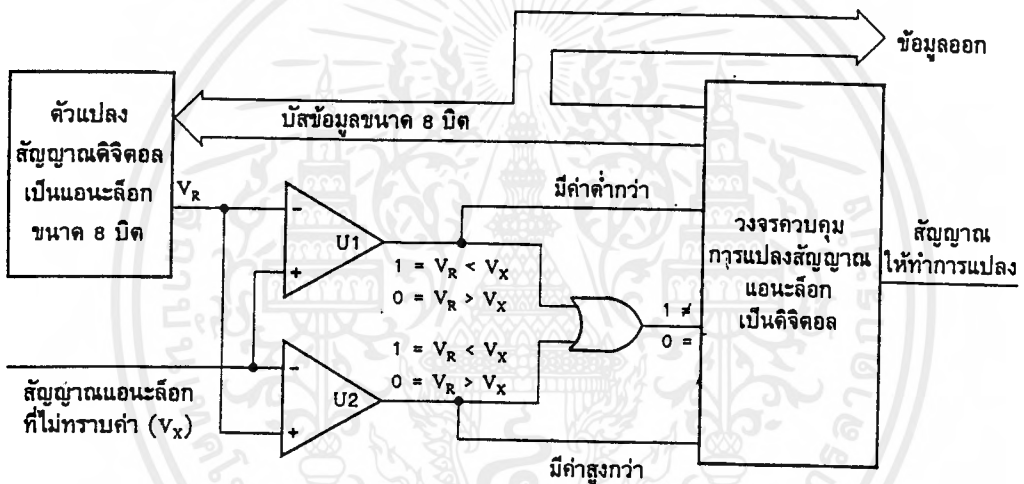 ข้อมูลออก
ตัวแปลง
สัญญาณดิจิตอล
เป็นแอนะล็อก
ขนาด 8 บิต
บัสข้อมูลขนาด 8 บิต
V_R
มีค่าต่ำกว่า
U1
1 = V_R < V_X
0 = V_R > V_X
1 = V_R < V_X
0 = V_R > V_X
U2
1 ≠
0 =
วงจรควบคุม
การแปลงสัญญาณ
แอนะล็อก
เป็นดิจิตอล
สัญญาณ
ให้ทำการแปลง
สัญญาณแอนะล็อก
ที่ไม่ทราบค่า (V_X)
มีค่าสูงกว่า